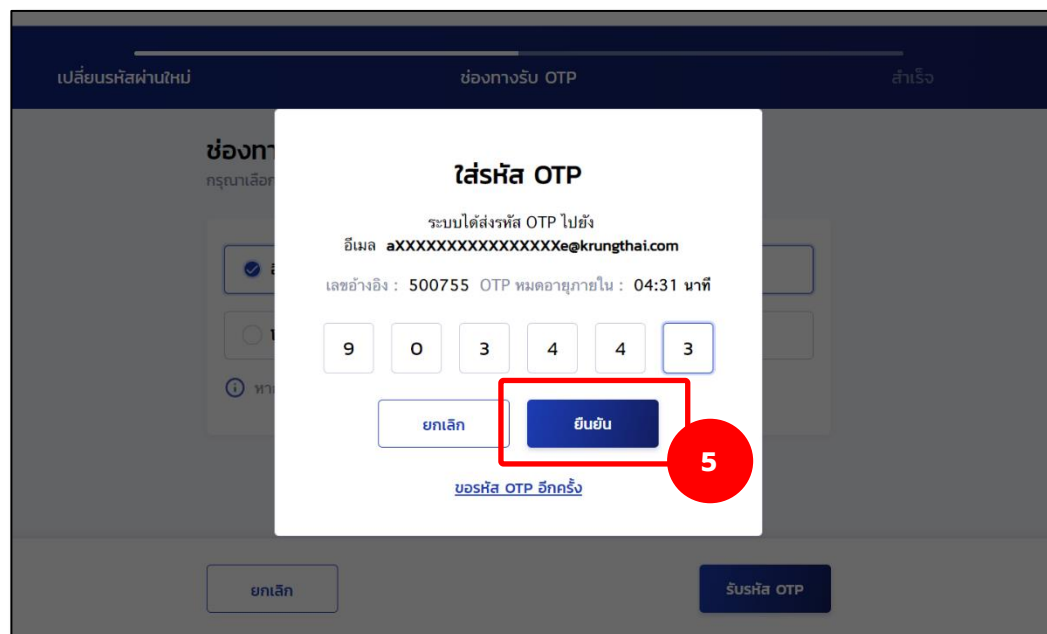 เปลี่ยนรหัสผ่านใหม่ ช่องทางรับ OTP สำเร็จ
ใส่รหัส OTP
ระบบได้ส่งรหัส OTP ไปยัง
อีเมล aXXXXXXXXXXXXXXXXe@krungthai.com
เลขอ้างอิง : 500755 OTP หมดอายุภายใน : 04:31 นาที
9 0 3 4 4 3
ยกเลิก ยืนยัน
5
ขอรหัส OTP อีกครั้ง
ยกเลิก รับรหัส OTP